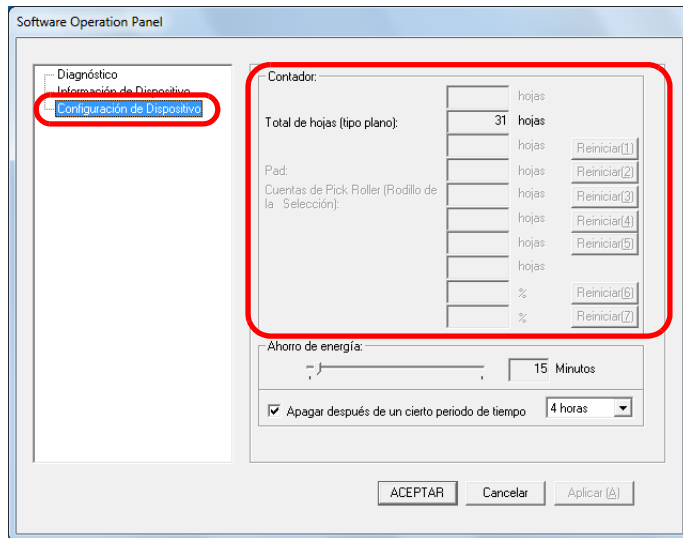 Software Operation Panel
Diagnóstico
Información de Dispositivo
Configuración de Dispositivo
Contador:
hojas
Total de hojas (tipo plano): 31 hojas
hojas Reiniciar(1)
Pad: hojas Reiniciar(2)
Cuentas de Pick Roller (Rodillo de la Selección): hojas Reiniciar(3)
hojas Reiniciar(4)
hojas Reiniciar(5)
hojas
% Reiniciar(6)
% Reiniciar(7)
Ahorro de energía:
15 Minutos
Apagar después de un cierto periodo de tiempo 4 horas
ACEPTAR Cancelar Aplicar (A)